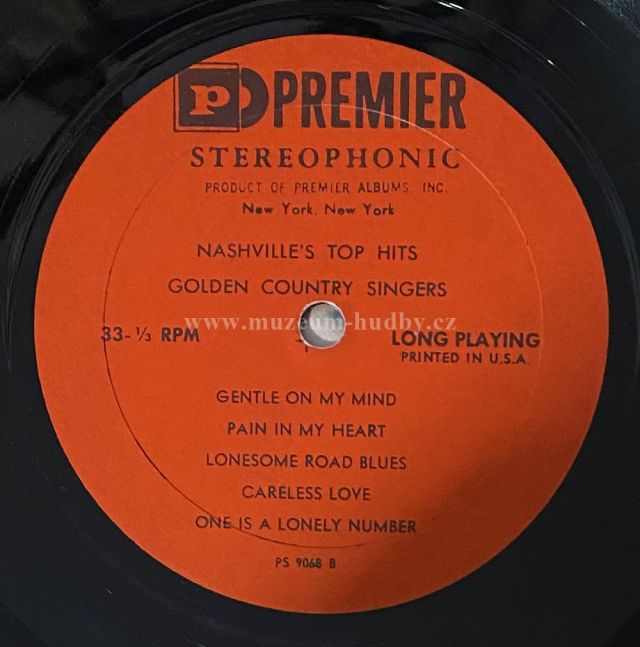 P PREMIER
STEREOPHONIC
PRODUCT OF PREMIER ALBUMS, INC.
New York, New York
NASHVILLE'S TOP HITS
GOLDEN COUNTRY SINGERS
www.muzeum-hudby.cz
33-⅓ RPM
LONG PLAYING
PRINTED IN U.S.A.
1
GENTLE ON MY MIND
PAIN IN MY HEART
LONESOME ROAD BLUES
CARELESS LOVE
ONE IS A LONELY NUMBER
PS 9068 B